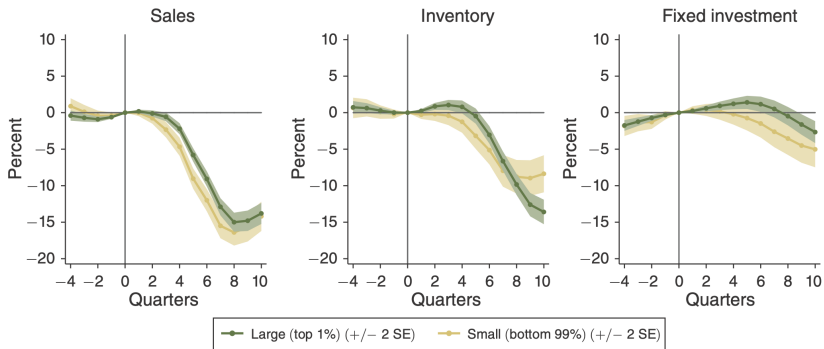 Sales
Inventory
Fixed investment
Percent
10
5
0
−5
−10
−15
−20
−4 −2 0 2 4 6 8 10
Quarters
Percent
10
5
0
−5
−10
−15
−20
−4 −2 0 2 4 6 8 10
Quarters
Percent
10
5
0
−5
−10
−15
−20
−4 −2 0 2 4 6 8 10
Quarters
Large (top 1%) (+/− 2 SE) Small (bottom 99%) (+/− 2 SE)